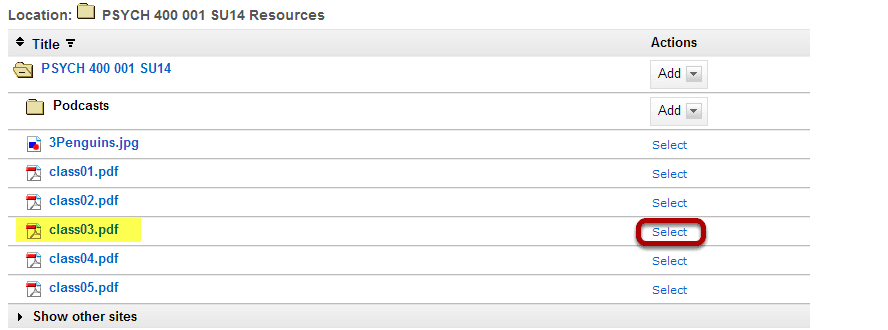 Location: PSYCH 400 001 SU14 Resources
Title Actions
PSYCH 400 001 SU14 Add
Podcasts Add
3Penguins.jpg Select
class01.pdf Select
class02.pdf Select
class03.pdf Select
class04.pdf Select
class05.pdf Select
Show other sites